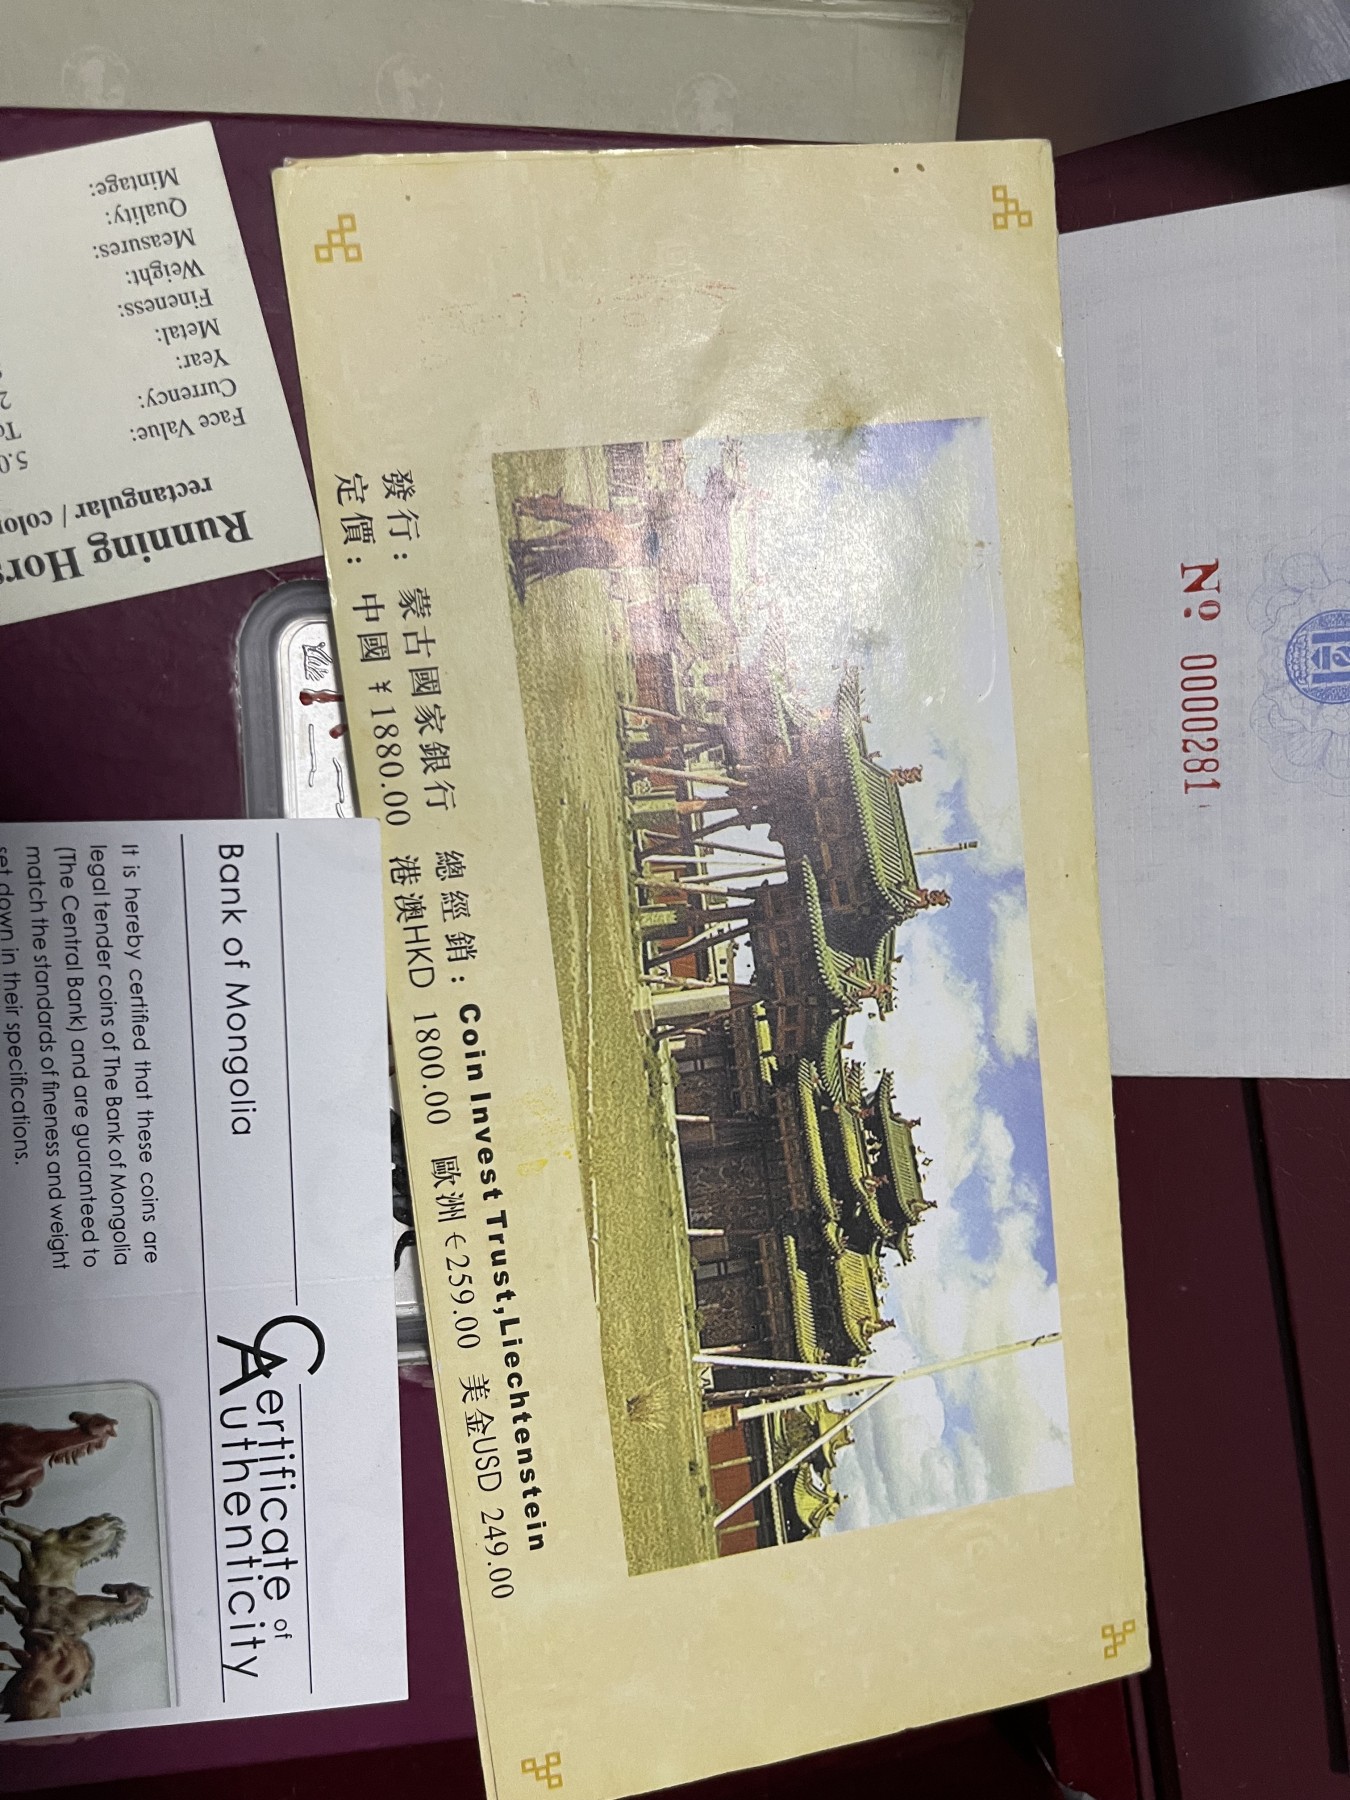 Running Hors
rectangular / color
Face Value: 5.0
Currency: To
Year: 2
Metal:
Fineness:
Weight:
Measures:
Quality:
Mintage:
發行: 蒙古國家銀行 總經銷: Coin Invest Trust,Liechtenstein
定價: 中國¥1880.00 港澳HKD 1800.00 歐洲€259.00 美金USD 249.00
Nº 0000281
Certificate of
Authenticity
Bank of Mongolia
It is hereby certified that these coins are
legal tender coins of The Bank of Mongolia
(The Central Bank) and are guaranteed to
match the standards of fineness and weight
set down in their specifications.